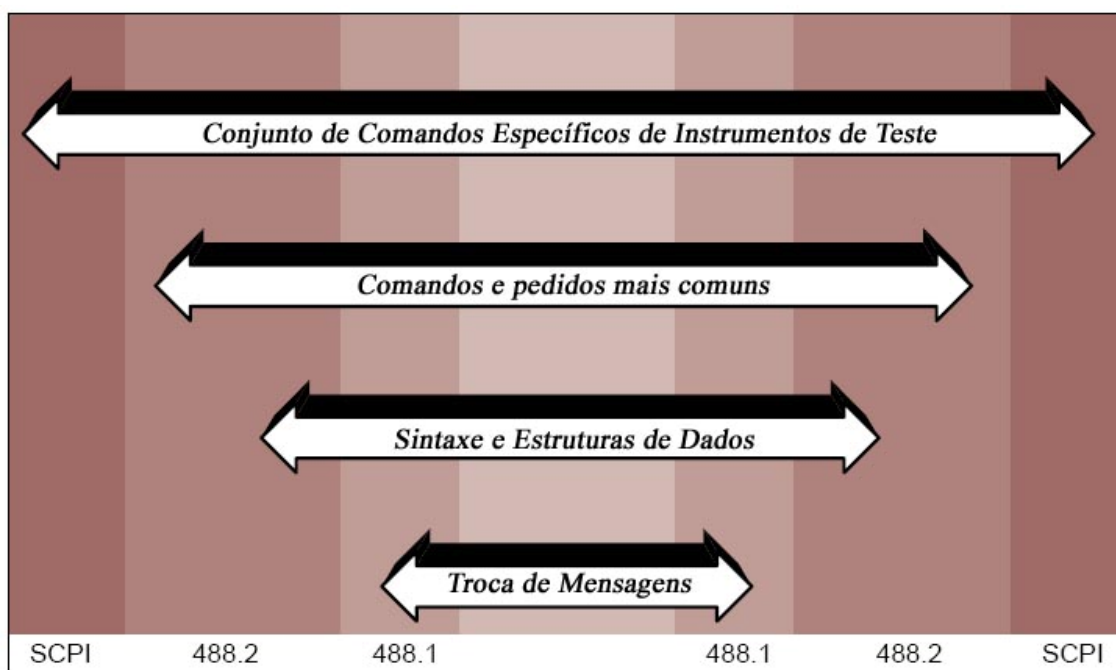 Conjunto de Comandos Específicos de Instrumentos de Teste
Comandos e pedidos mais comuns
Sintaxe e Estruturas de Dados
Troca de Mensagens
SCPI 488.2 488.1 488.1 488.2 SCPI